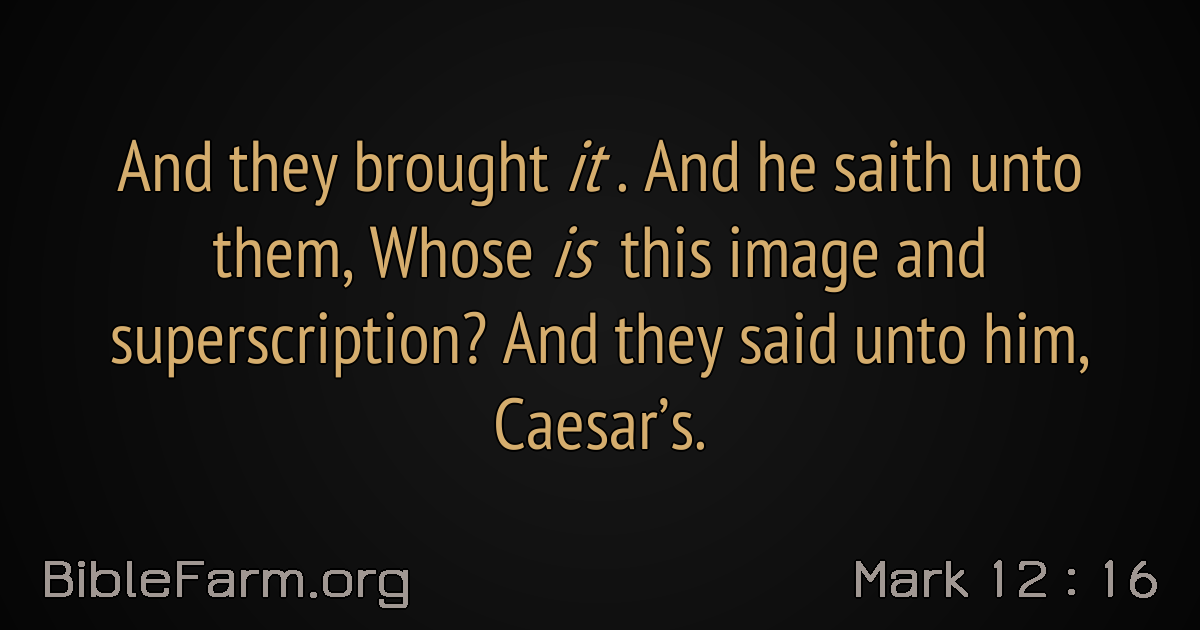 And they brought it . And he saith unto
them, Whose is this image and
superscription? And they said unto him,
Caesar’s.
BibleFarm.org
Mark 12 : 16